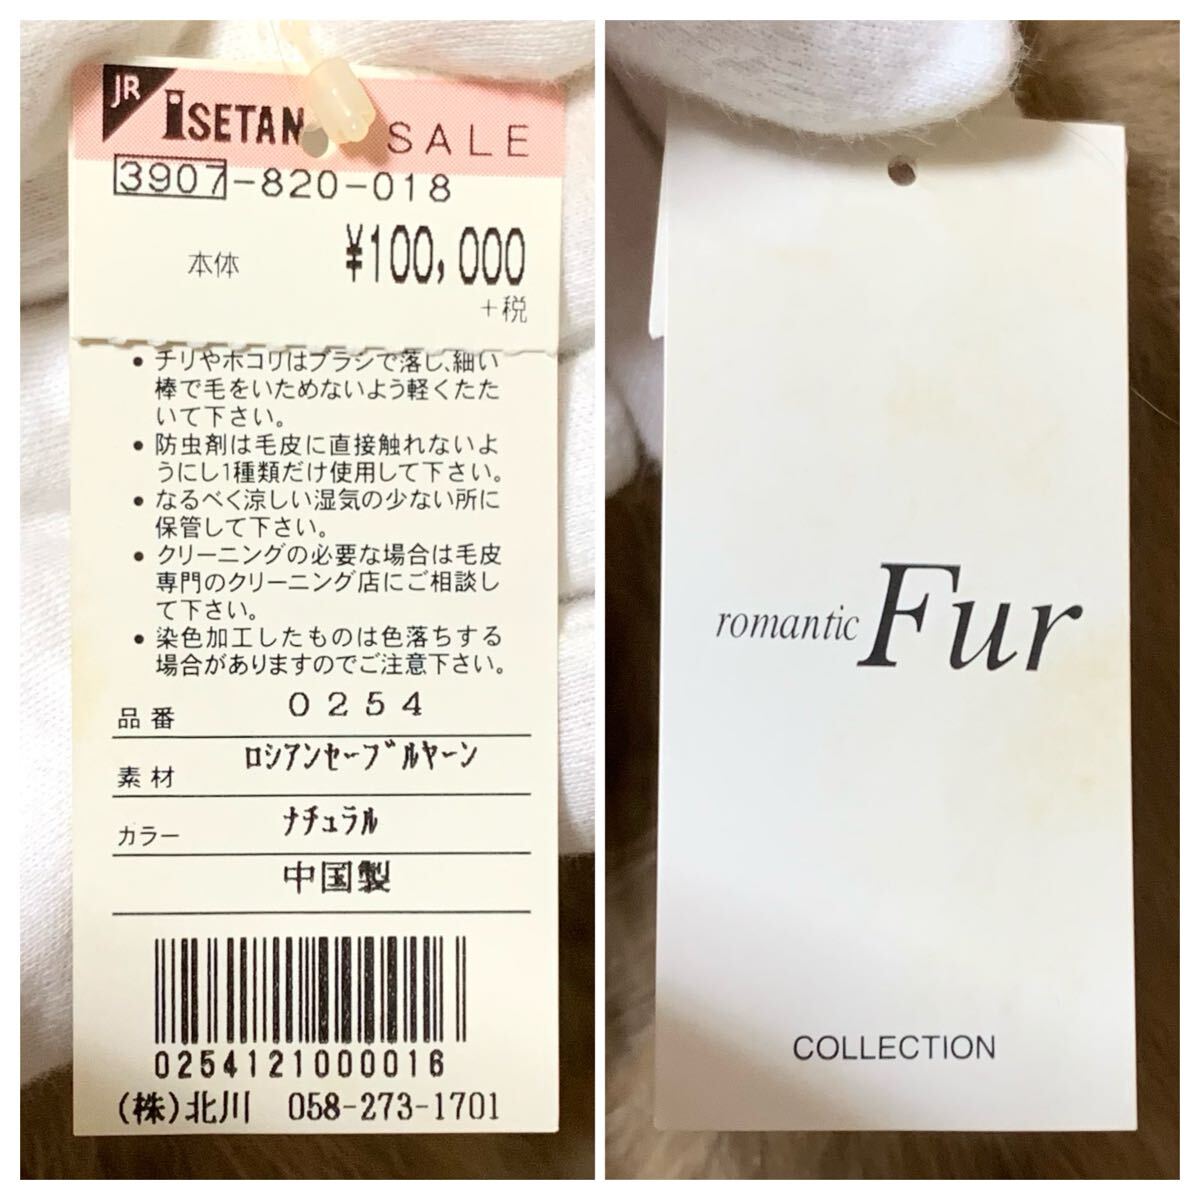 JR
ISETAN
SALE
3907-820-018
本体 ¥100,000
+税
• チリやホコリはブラシで落し、細い
棒で毛をいためないよう軽くたた
いて下さい。
• 防虫剤は毛皮に直接触れないよ
うにし1種類だけ使用して下さい。
• なるべく涼しい湿気の少ない所に
保管して下さい。
• クリーニングの必要な場合は毛皮
専門のクリーニング店にご相談し
て下さい。
• 染色加工したものは色落ちする
場合がありますのでご注意下さい。
品番 0254
素材 ﾛｼｱﾝｾｰﾌﾞﾙﾔｰﾝ
カラー ﾅﾁｭﾗﾙ
中国製
0254121000016
(株)北川 058-273-1701
romantic Fur
COLLECTION